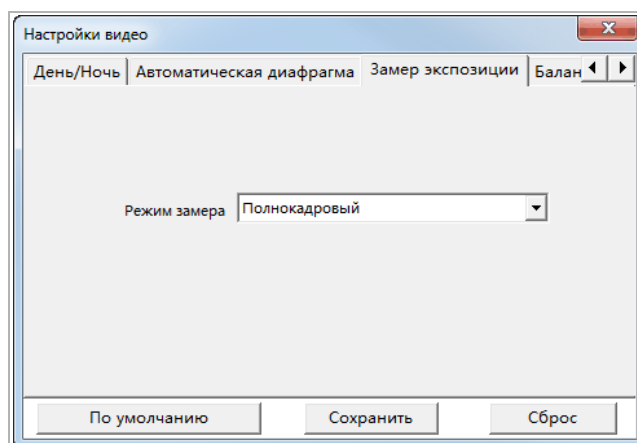 Настройки видео
День/Ночь Автоматическая диафрагма Замер экспозиции Балан
Режим замера Полнокадровый
По умолчанию Сохранить Сброс